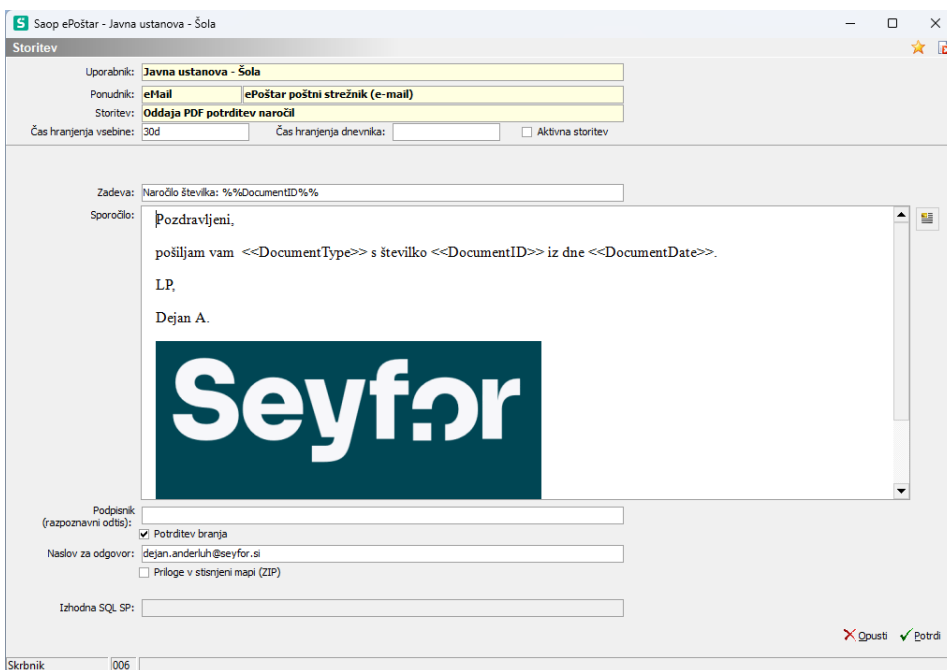 Saop ePoštar - Javna ustanova - Šola
Storitev
Uporabnik: Javna ustanova - Šola
Ponudnik: eMail ePoštar poštni strežnik (e-mail)
Storitev: Oddaja PDF potrditev naročil
Čas hranjenja vsebine: 30d Čas hranjenja dnevnika: Aktivna storitev
Zadeva: Naročilo številka: %%DocumentID%%
Sporočilo: Pozdravljeni,
pošiljam vam <<DocumentType>> s številko <<DocumentID>> iz dne <<DocumentDate>>.
LP,
Dejan A.
Seyfor
Podpisnik
(razpoznavni odtis):
Potrditev branja
Naslov za odgovor: dejan.anderluh@seyfor.si
Priloge v stisnjeni mapi (ZIP)
Izhodna SQL SP:
Opusti Potrdi
Skrbnik 006